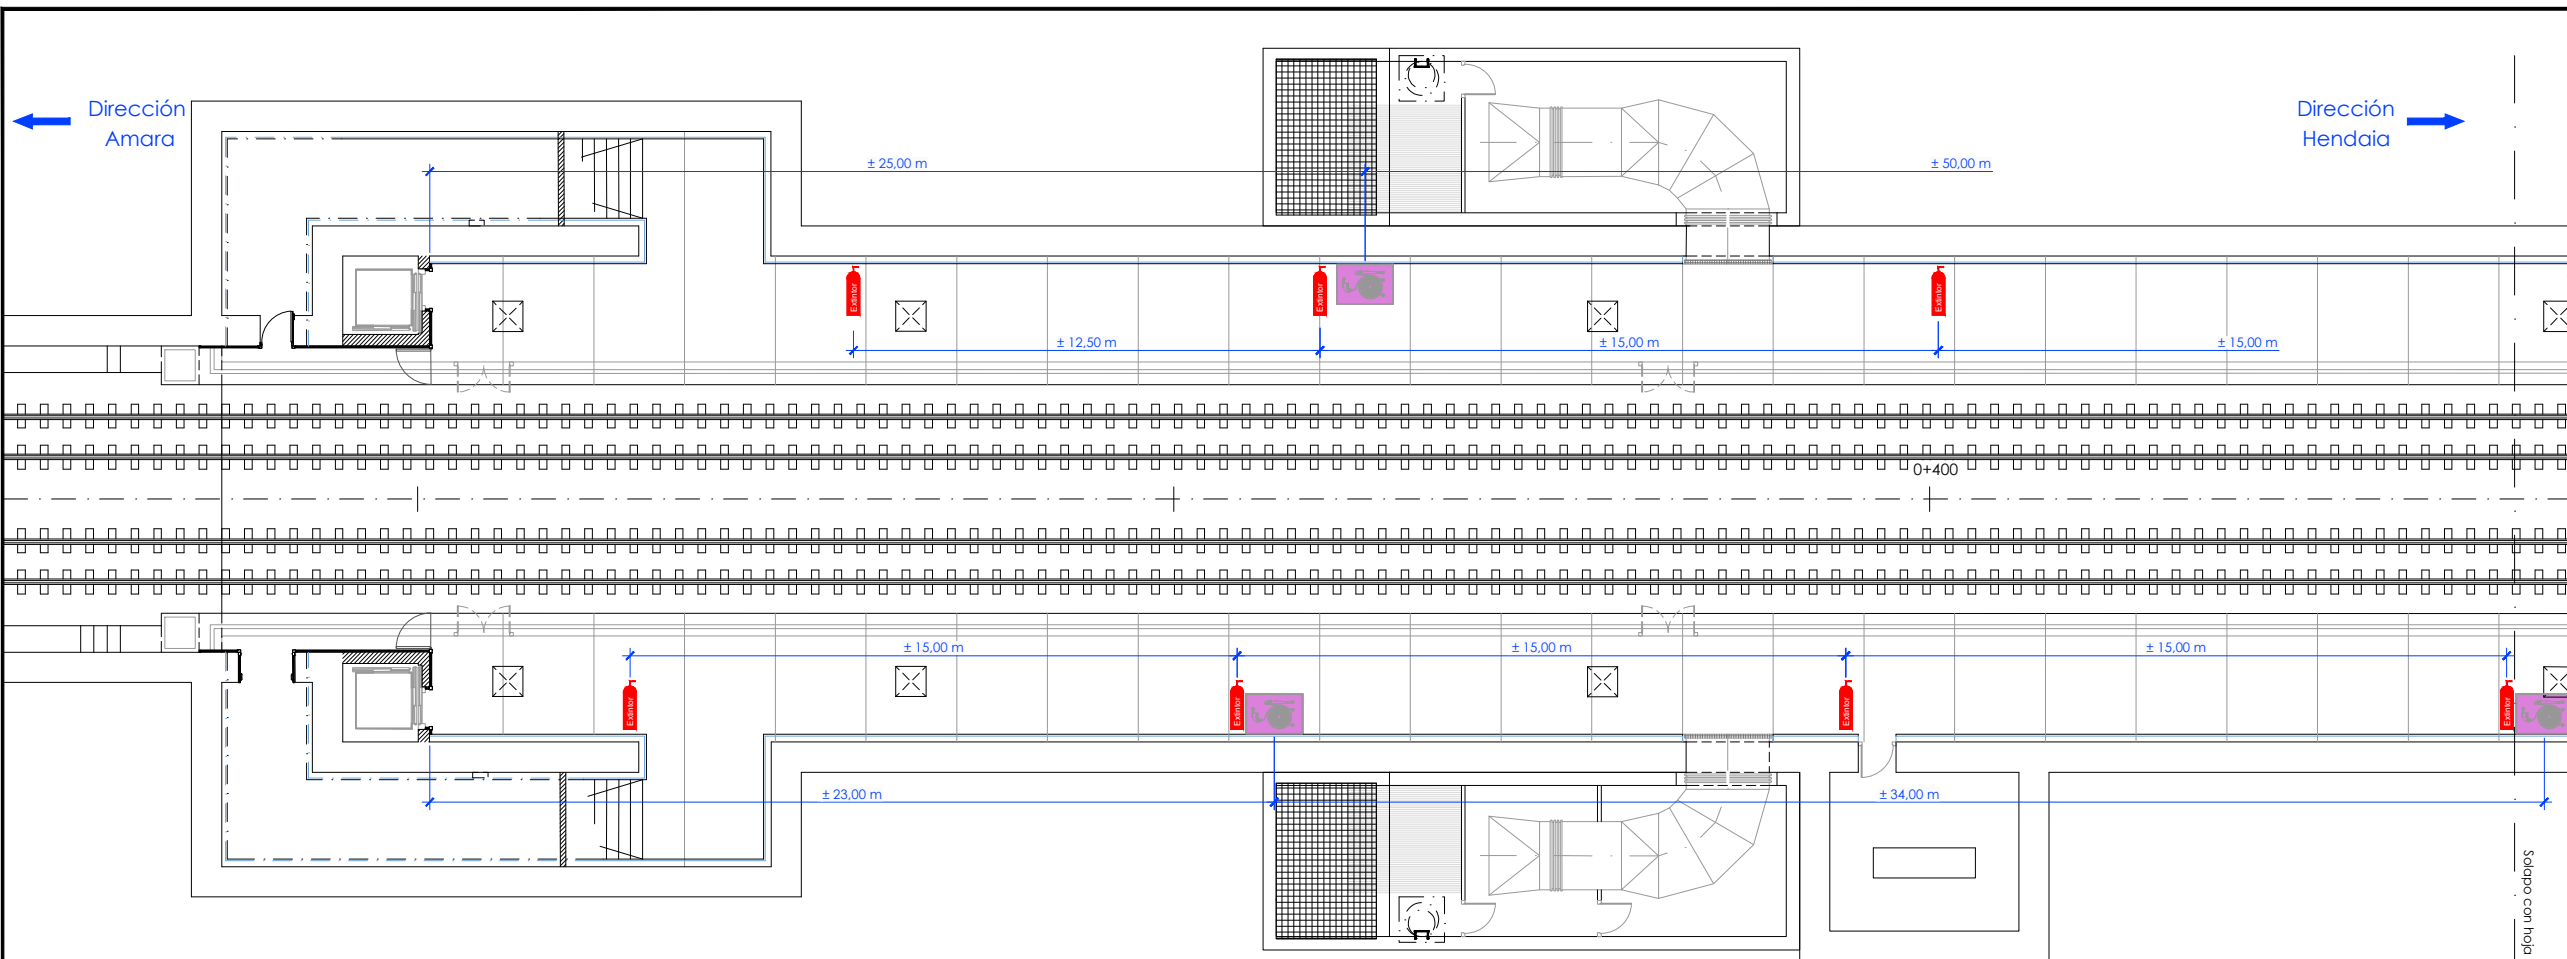 Dirección
Amara
Dirección
Hendaia
± 25,00 m
± 50,00 m
Extintor
Extintor
Extintor
± 12,50 m
± 15,00 m
± 15,00 m
0+400
± 15,00 m
± 15,00 m
± 15,00 m
Extintor
Extintor
Extintor
Extintor
± 23,00 m
± 34,00 m
Solapo con hoja